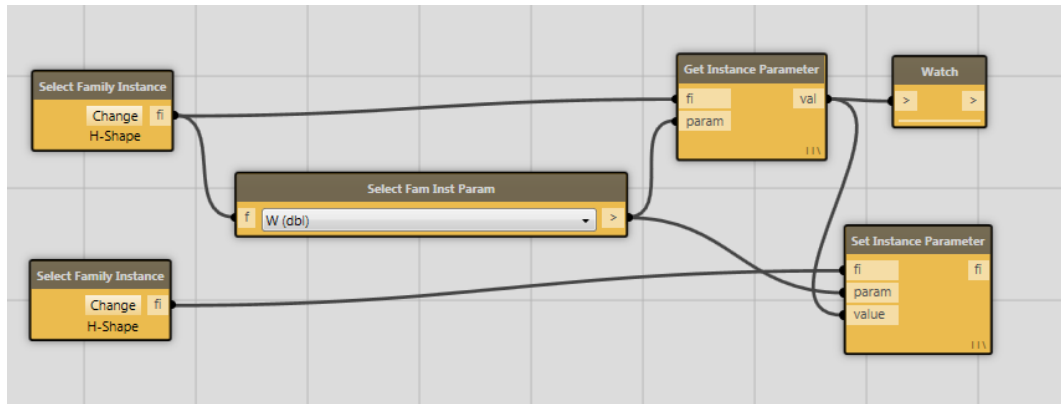 Select Family Instance
Change fi
H-Shape
Select Fam Inst Param
f W (dbl) >
Select Family Instance
Change fi
H-Shape
Get Instance Parameter
fi val
param
Watch
> >
Set Instance Parameter
fi fi
param
value